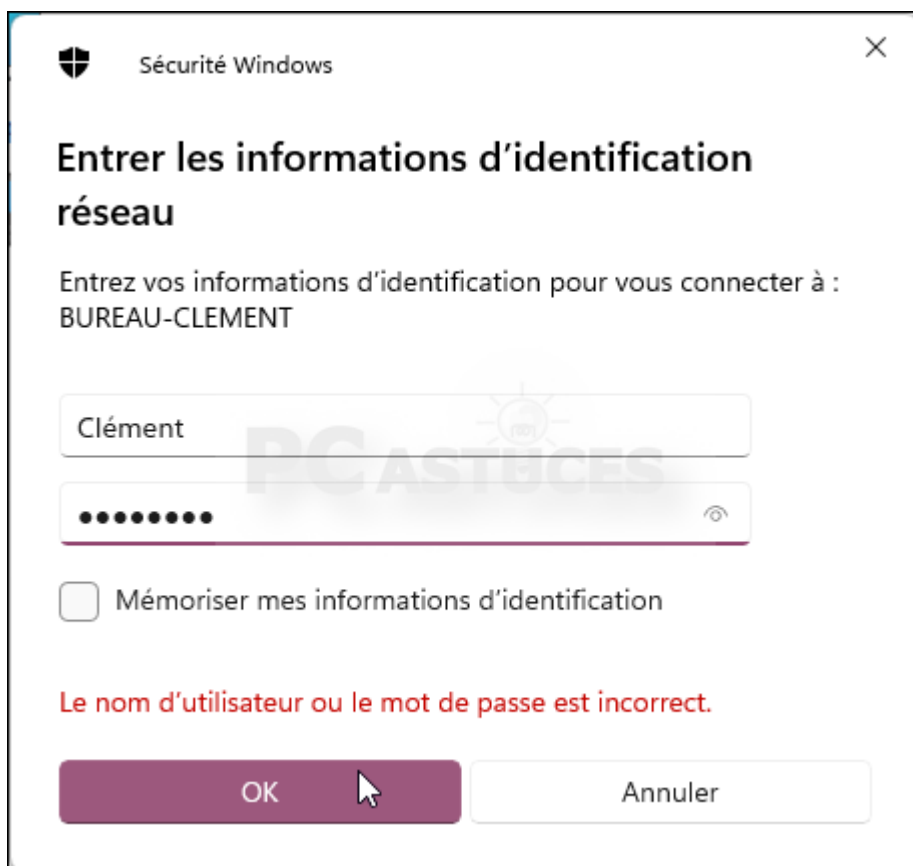 Sécurité Windows
Entrer les informations d’identification
réseau
Entrez vos informations d’identification pour vous connecter à :
BUREAU-CLEMENT
Clément
PC ASTUCES
••••••••
Mémoriser mes informations d’identification
Le nom d’utilisateur ou le mot de passe est incorrect.
OK
Annuler